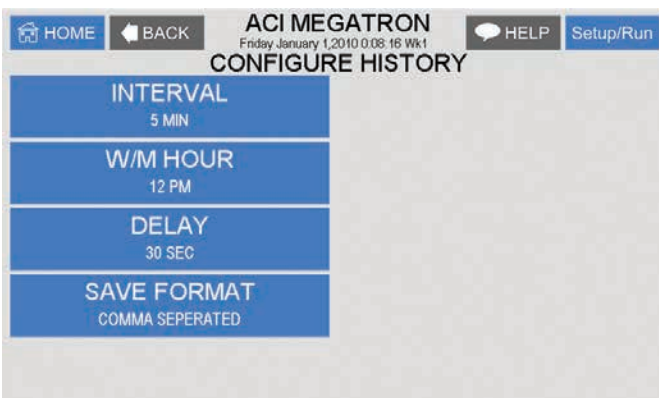 HOME BACK ACI MEGATRON HELP Setup/Run
Friday January 1,2010 0:08:16 Wk1
CONFIGURE HISTORY
INTERVAL
5 MIN
W/M HOUR
12 PM
DELAY
30 SEC
SAVE FORMAT
COMMA SEPERATED